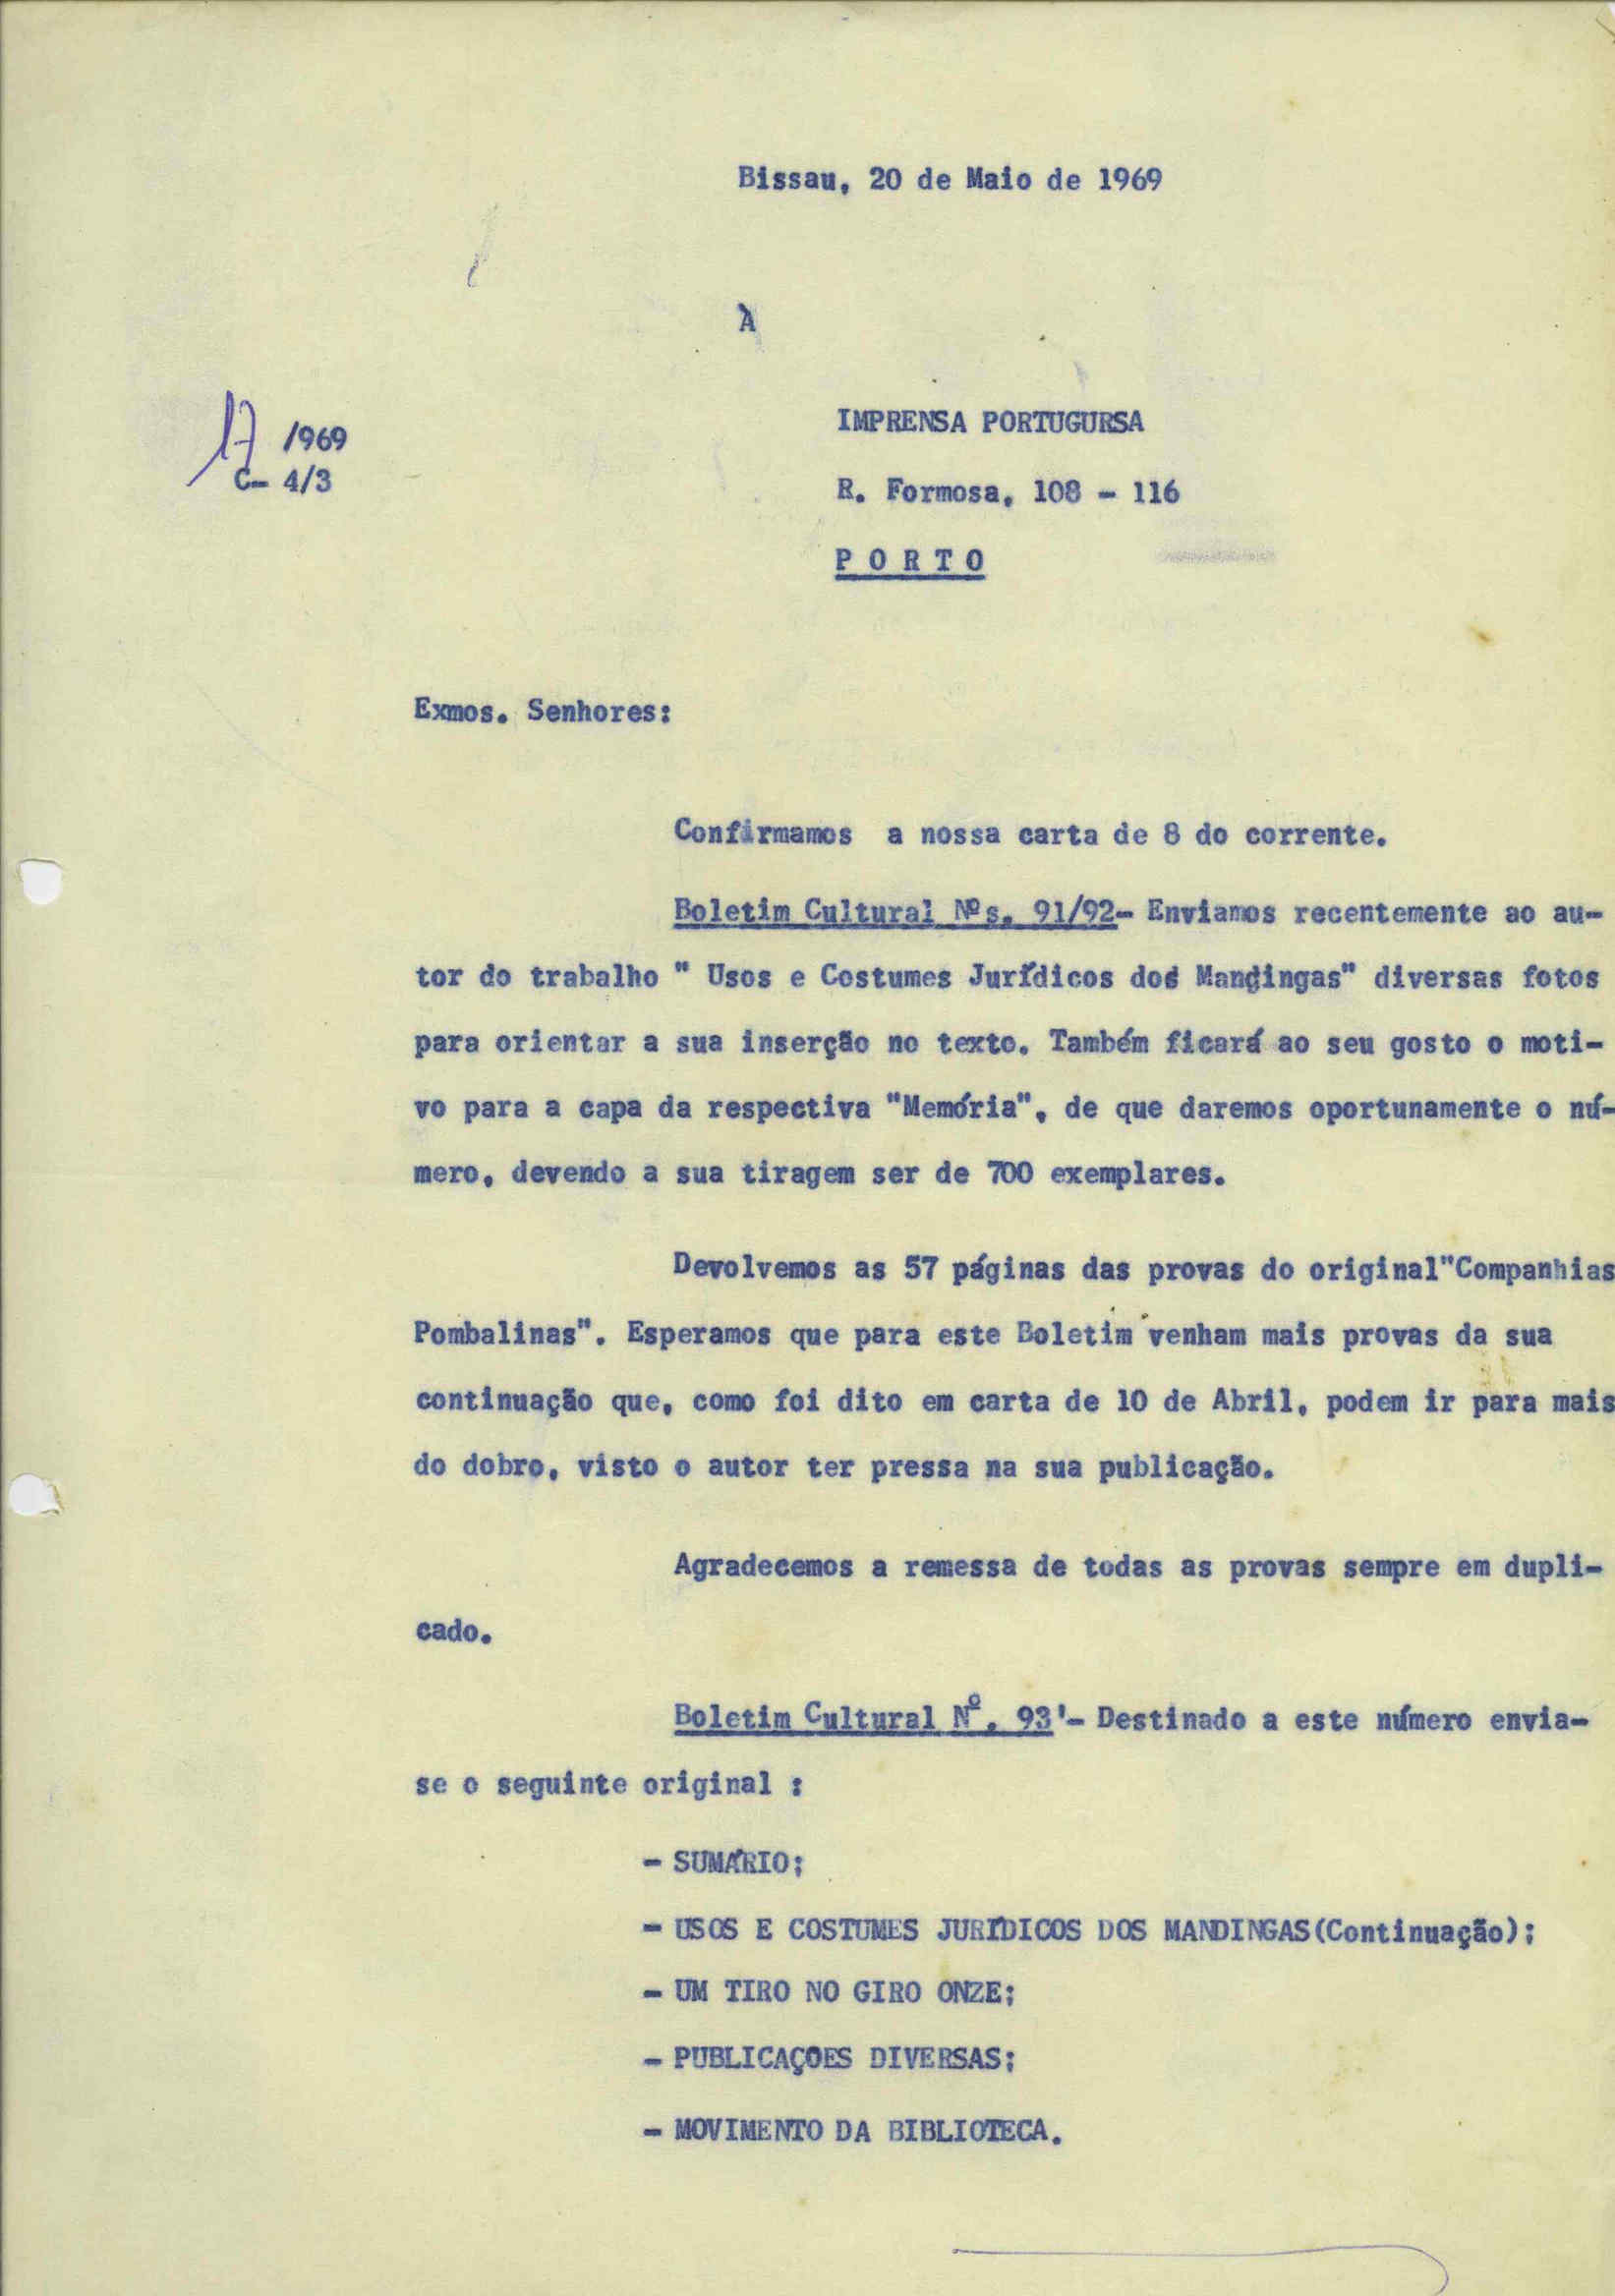 Bissau, 20 de Maio de 1969
À
IMPRENSA PORTUGURSA
17 /969
C- 4/3
R. Formosa, 108 - 116
P O R T O
Exmos. Senhores:
Confirmamos a nossa carta de 8 do corrente.
Boletim Cultural Nºs. 91/92- Enviamos recentemente ao au-
tor do trabalho " Usos e Costumes Jurídicos dos Mandingas" diversas fotos
para orientar a sua inserção no texto. Também ficará ao seu gosto o moti-
vo para a capa da respectiva "Memória", de que daremos oportunamente o nú-
mero, devendo a sua tiragem ser de 700 exemplares.
Devolvemos as 57 páginas das provas do original"Companhias
Pombalinas". Esperamos que para este Boletim venham mais provas da sua
continuação que, como foi dito em carta de 10 de Abril, podem ir para mais
do dobro, visto o autor ter pressa na sua publicação.
Agradecemos a remessa de todas as provas sempre em dupli-
cado.
Boletim Cultural Nº. 93'- Destinado a este número envia-
se o seguinte original :
- SUMÁRIO;
- USOS E COSTUMES JURÍDICOS DOS MANDINGAS(Continuação);
- UM TIRO NO GIRO ONZE;
- PUBLICAÇOES DIVERSAS;
- MOVIMENTO DA BIBLIOTECA.